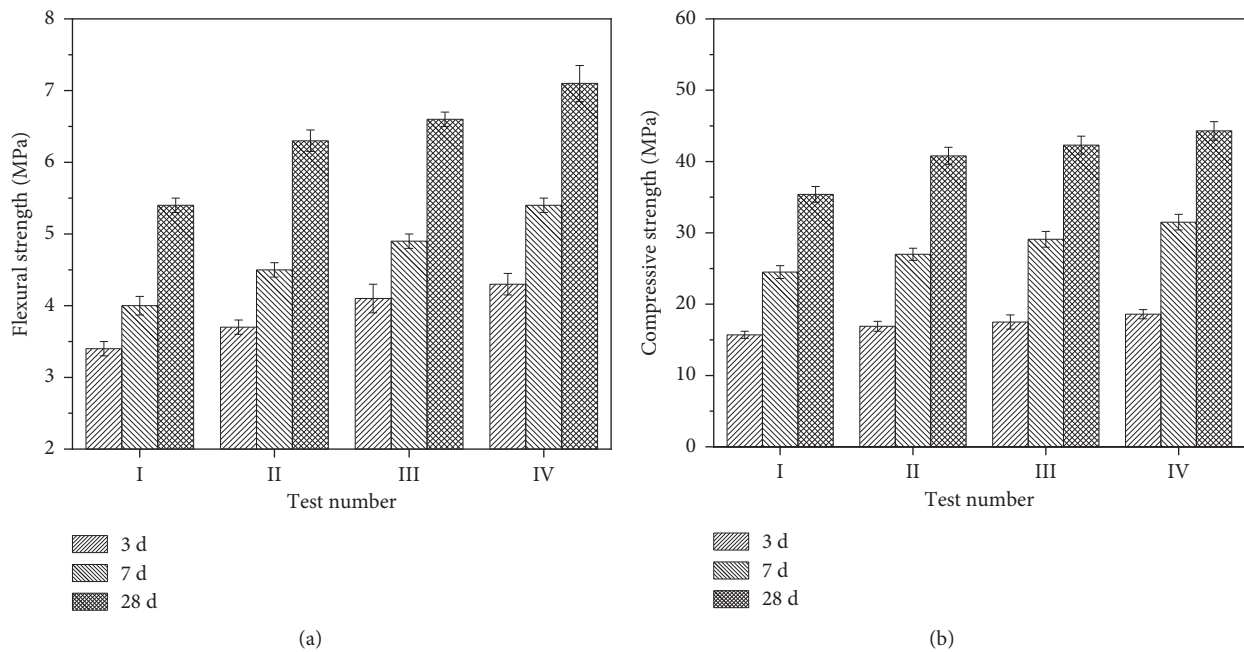 8
7
6
5
4
3
2
Flexural strength (MPa)
I II III IV
Test number
3 d
7 d
28 d
(a)
60
50
40
30
20
10
0
Compressive strength (MPa)
I II III IV
Test number
3 d
7 d
28 d
(b)